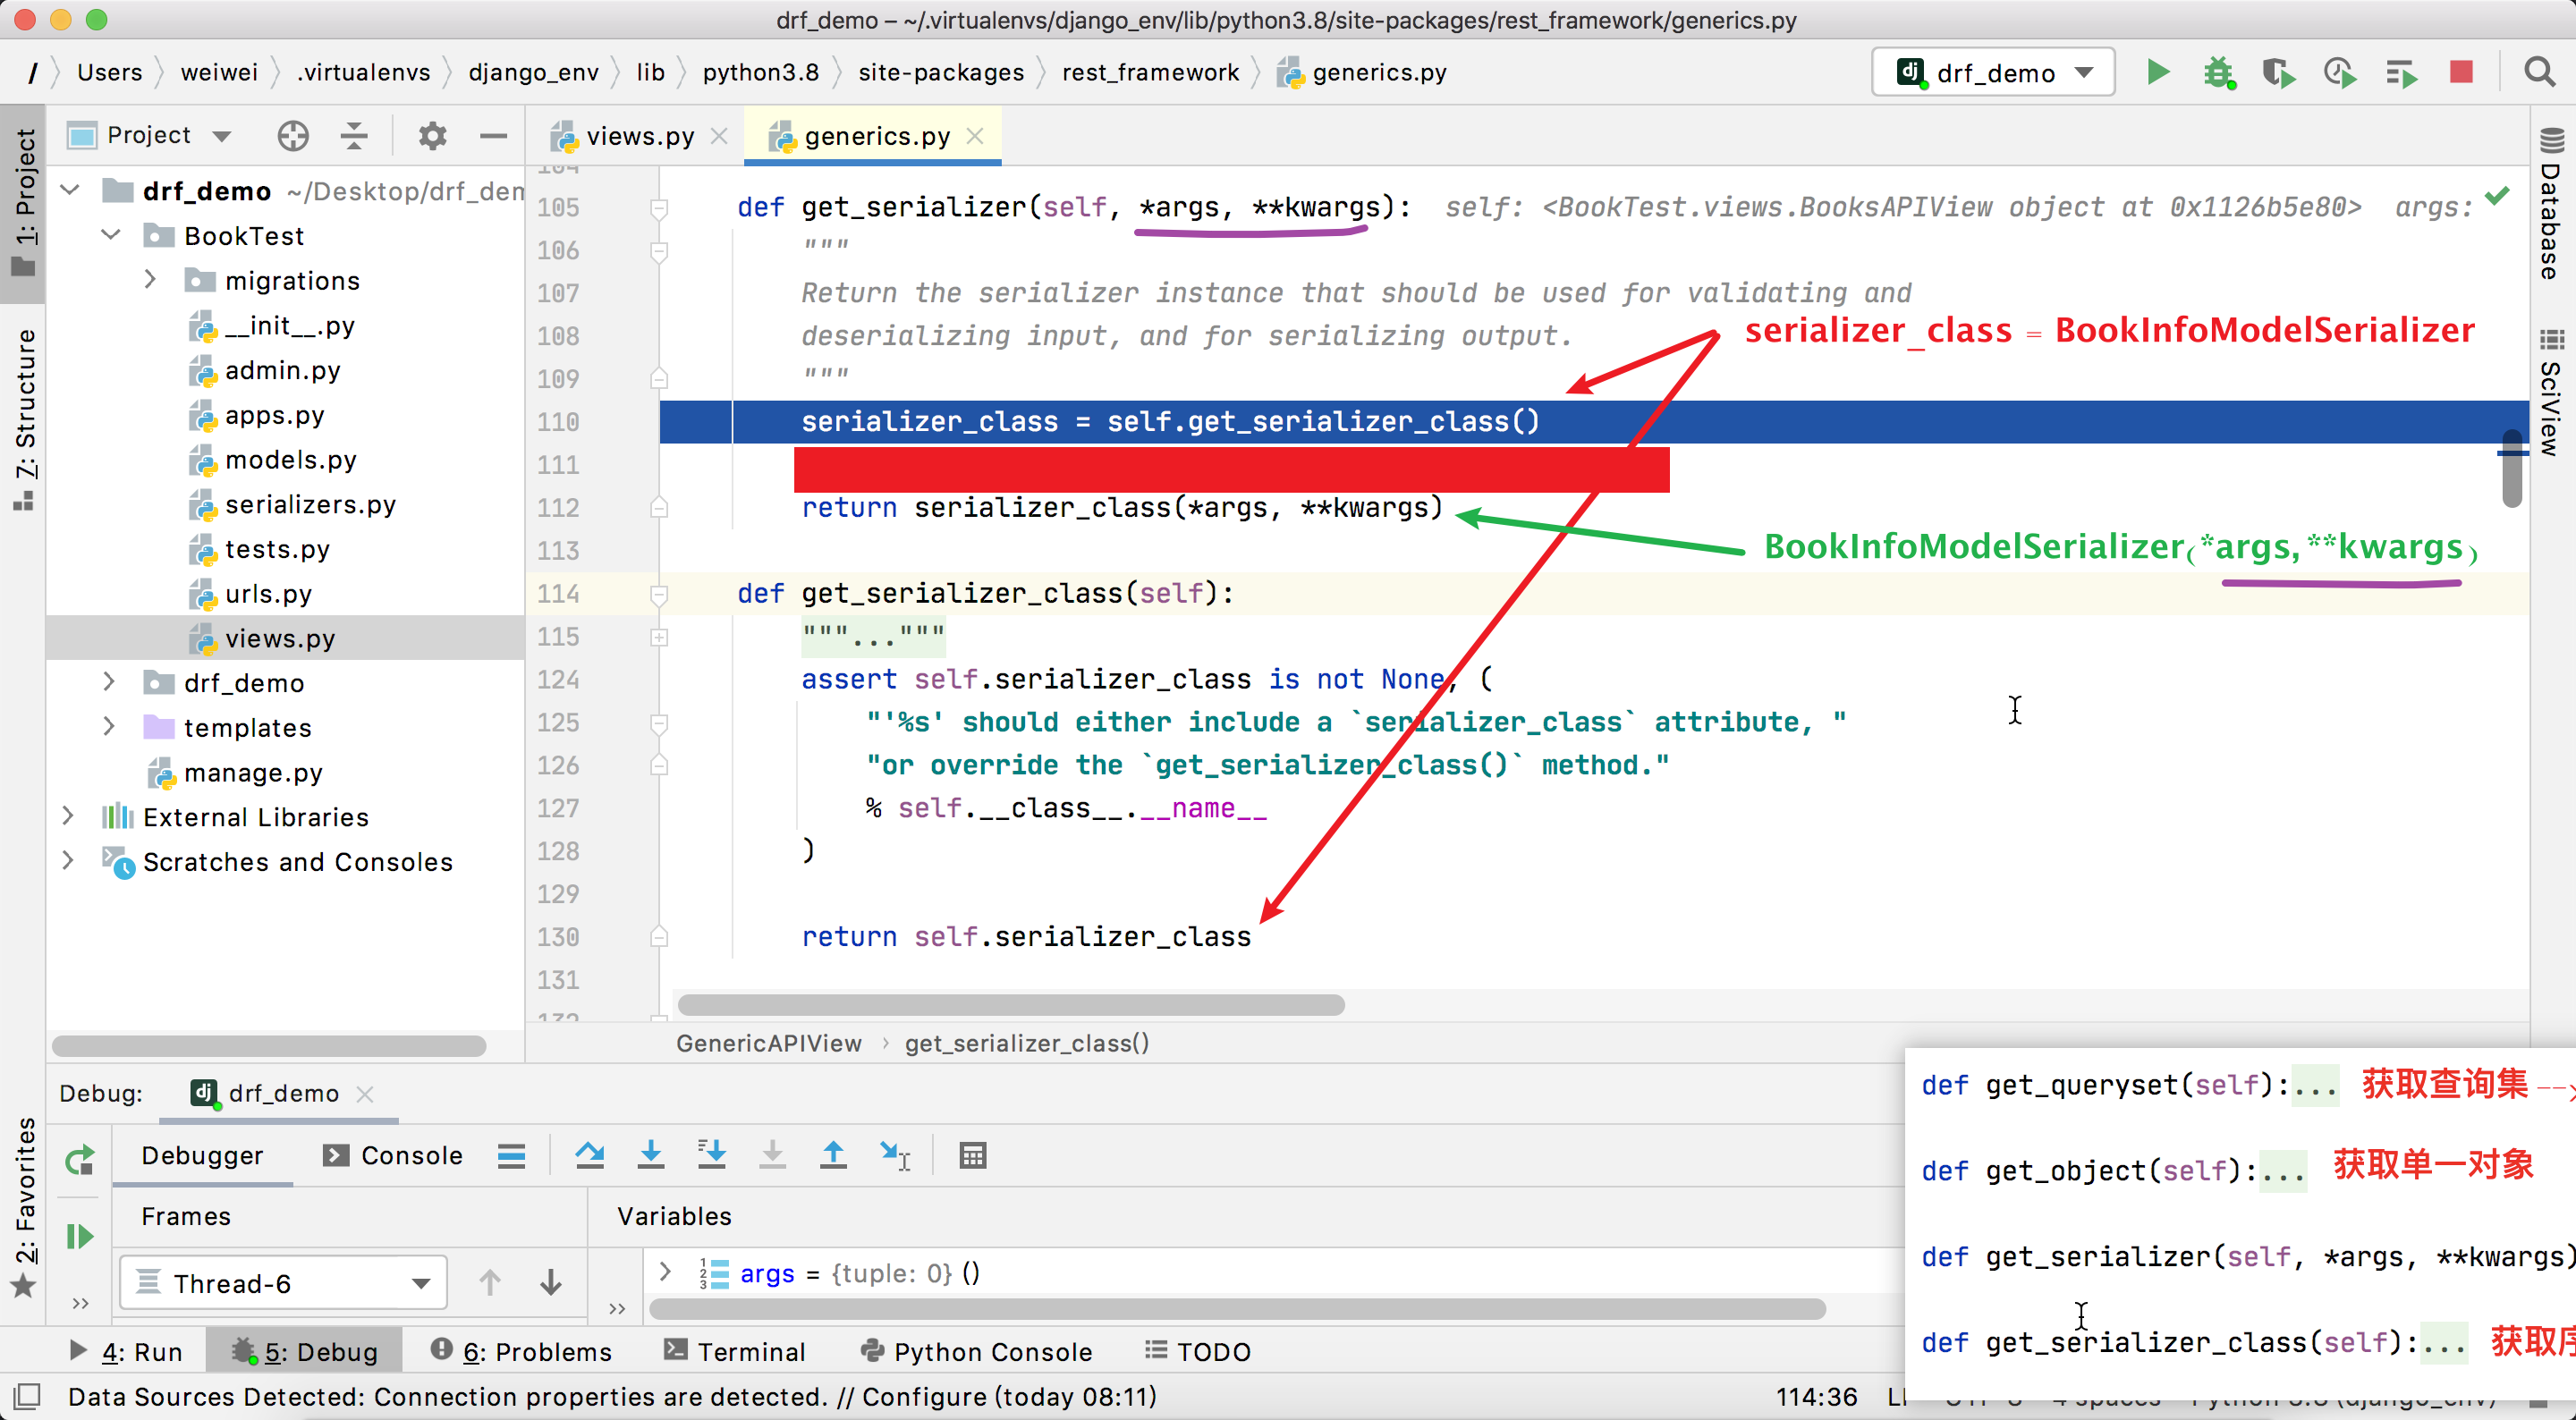 drf_demo – ~/.virtualenvs/django_env/lib/python3.8/site-packages/rest_framework/generics.py
/ Users weiwei .virtualenvs django_env lib python3.8 site-packages rest_framework generics.py
drf_demo
Project
views.py
generics.py
1: Project
7: Structure
2: Favorites
Database
SciView
drf_demo ~/Desktop/drf_dem
BookTest
migrations
__init__.py
admin.py
apps.py
models.py
serializers.py
tests.py
urls.py
views.py
drf_demo
templates
manage.py
External Libraries
Scratches and Consoles
104
105 def get_serializer(self, *args, **kwargs): self: <BookTest.views.BooksAPIView object at 0x1126b5e80> args:
106 """
107 Return the serializer instance that should be used for validating and
108 deserializing input, and for serializing output.
serializer_class = BookInfoModelSerializer
109 """
110 serializer_class = self.get_serializer_class()
111
112 return serializer_class(*args, **kwargs)
BookInfoModelSerializer(*args,**kwargs)
113
114 def get_serializer_class(self):
115 """..."""
124 assert self.serializer_class is not None, (
125 "'%s' should either include a `serializer_class` attribute, "
126 "or override the `get_serializer_class()` method."
127 % self.__class__.__name__
128 )
129
130 return self.serializer_class
131
132
GenericAPIView › get_serializer_class()
Debug: drf_demo
Debugger Console
Frames Variables
Thread-6
args = {tuple: 0} ()
def get_queryset(self):... 获取查询集 -->
def get_object(self):... 获取单一对象
def get_serializer(self, *args, **kwargs)
def get_serializer_class(self):... 获取序
4: Run 5: Debug 6: Problems Terminal Python Console TODO
Data Sources Detected: Connection properties are detected. // Configure (today 08:11) 114:36